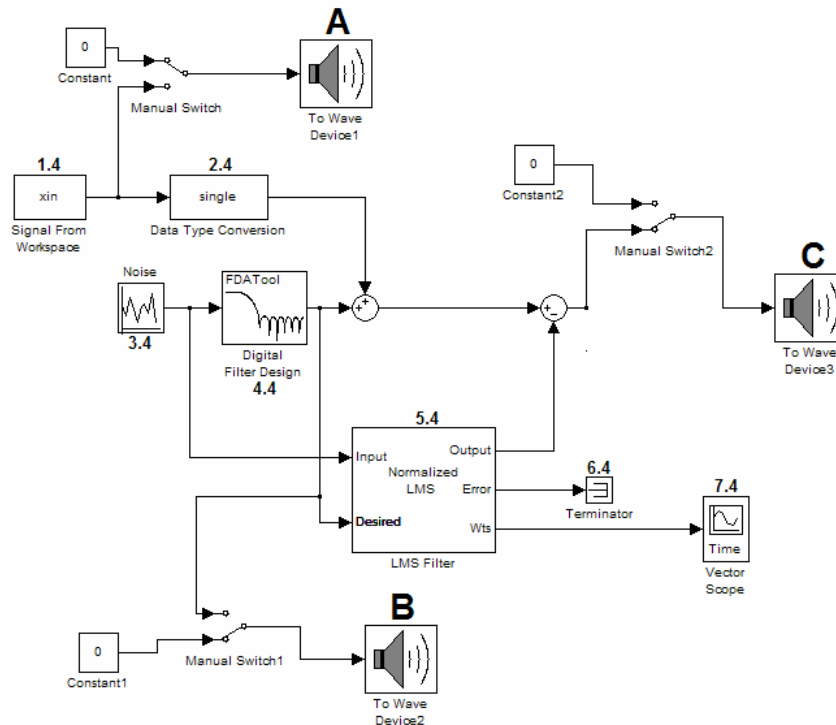 A
0
Constant
Manual Switch
To Wave
Device1
1.4
2.4
xin
single
Signal From
Workspace
Data Type Conversion
0
Constant2
Manual Switch2
C
To Wave
Device3
Noise
3.4
FDATool
Digital
Filter Design
4.4
+
+
+
−
5.4
Input
Output
Normalized
LMS
Error
Desired
Wts
LMS Filter
6.4
Terminator
7.4
Time
Vector
Scope
B
0
Constant1
Manual Switch1
To Wave
Device2